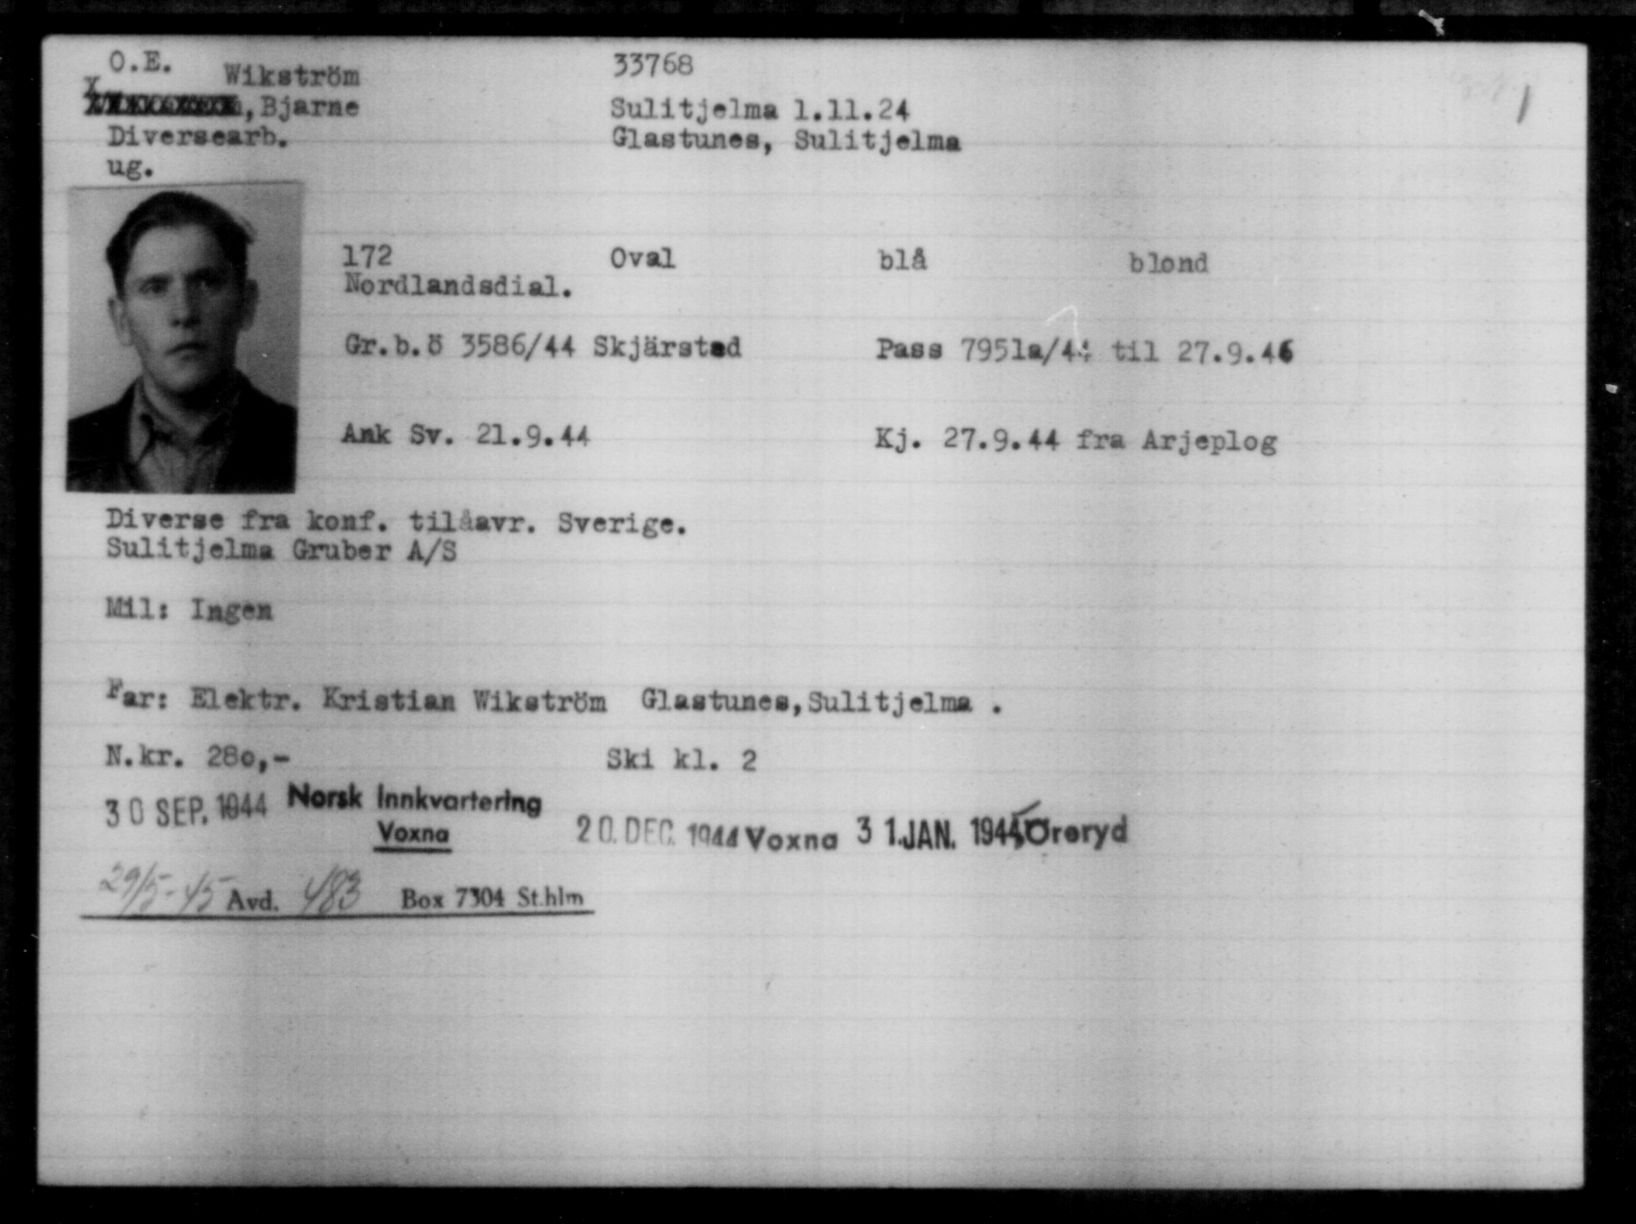 O.E. Wikström 33768
, Bjarne Sulitjelma 1.11.24
Diversearb. Glastunes, Sulitjelma
ug.
172 Oval blå blond
Nordlandsdial.
Gr.b.ö 3586/44 Skjärstad Pass 7951a/44 til 27.9.46
Ank Sv. 21.9.44 Kj. 27.9.44 fra Arjeplog
Diverse fra konf. tilåavr. Sverige.
Sulitjelma Gruber A/S
Mil: Ingen
Far: Elektr. Kristian Wikström Glastunes,Sulitjelma .
N.kr. 280,- Ski kl. 2
30 SEP. 1944 Norsk Innkvartering
Voxna 20. DEC. 1944 Voxna 31. JAN. 1945 Öreryd
29/5-45 Avd. 483 Box 7304 St.hlm